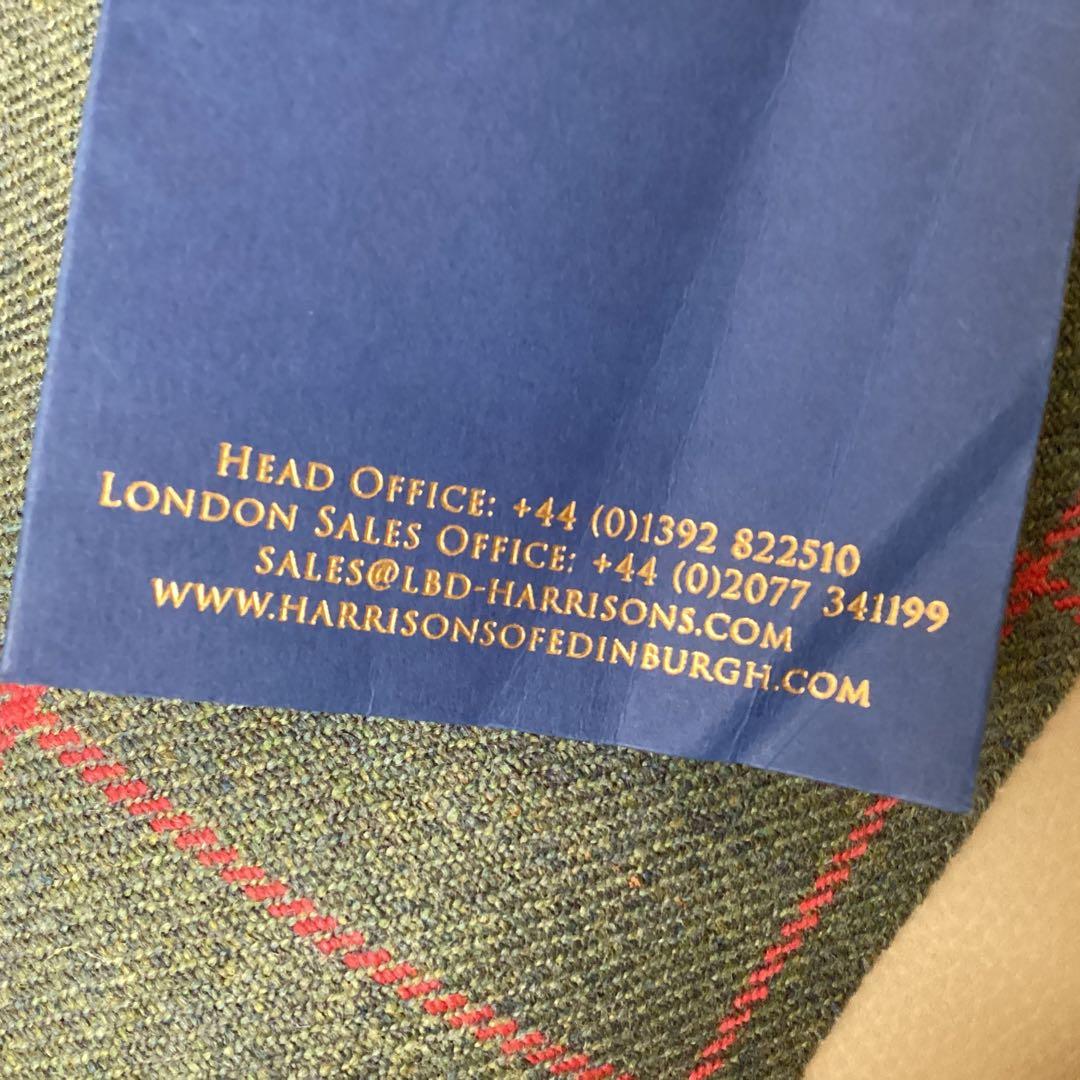 HEAD OFFICE: +44 (0)1392 822510
LONDON SALES OFFICE: +44 (0)2077 341199
SALES@LBD-HARRISONS.COM
WWW.HARRISONSOFEDINBURGH.COM